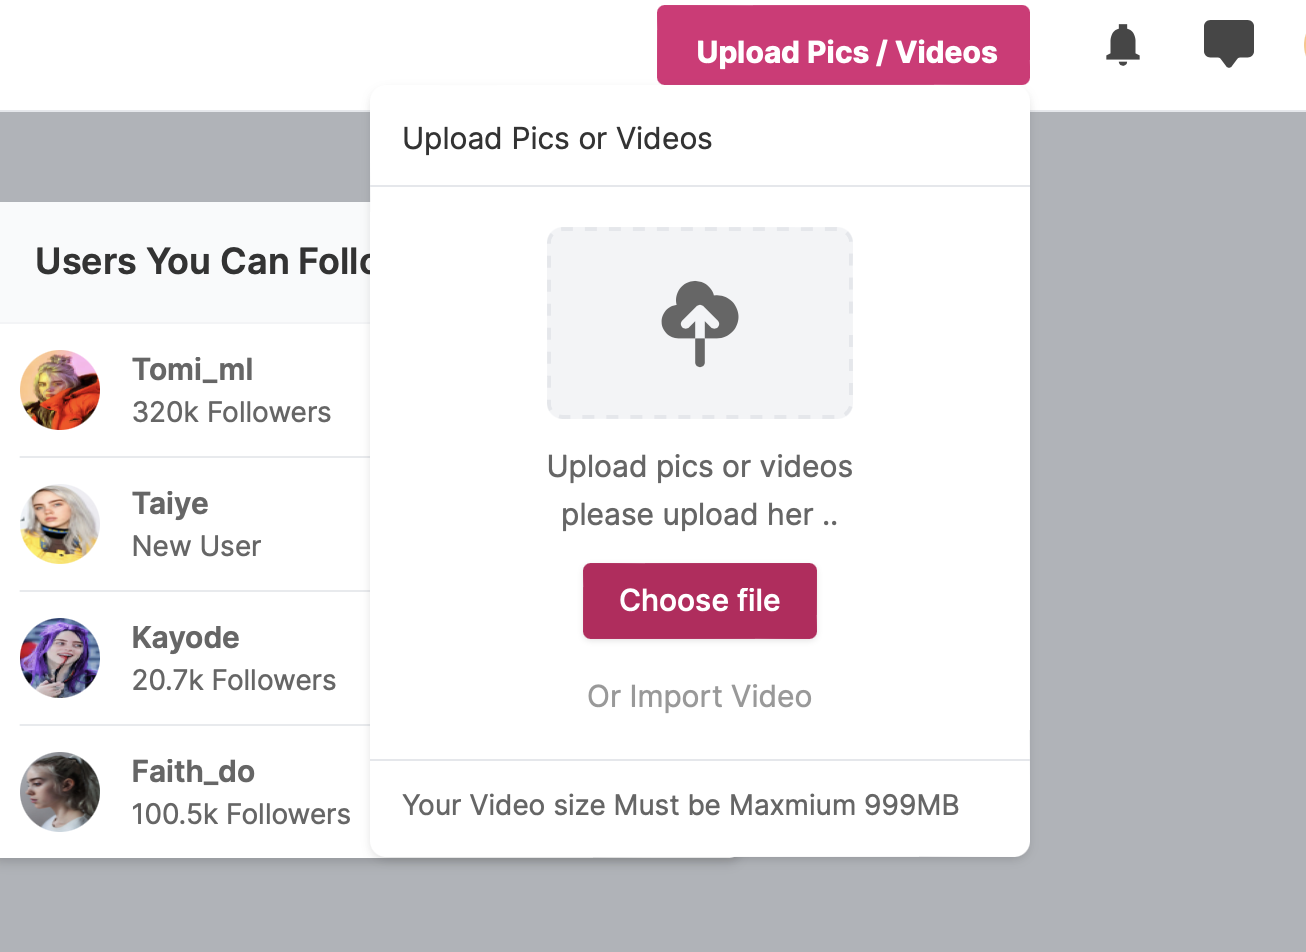 Upload Pics / Videos
Upload Pics or Videos
Upload pics or videos
please upload her ..
Choose file
Or Import Video
Your Video size Must be Maxmium 999MB
Users You Can Follo
Tomi_ml
320k Followers
Taiye
New User
Kayode
20.7k Followers
Faith_do
100.5k Followers